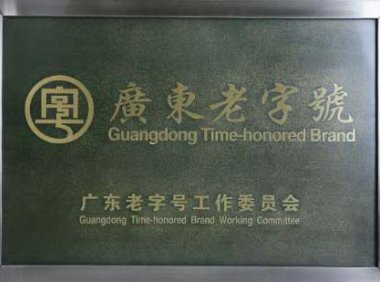 廣東老字號
Guangdong Time-honored Brand
广东老字号工作委员会
Guangdong Time-honored Brand Working Committee